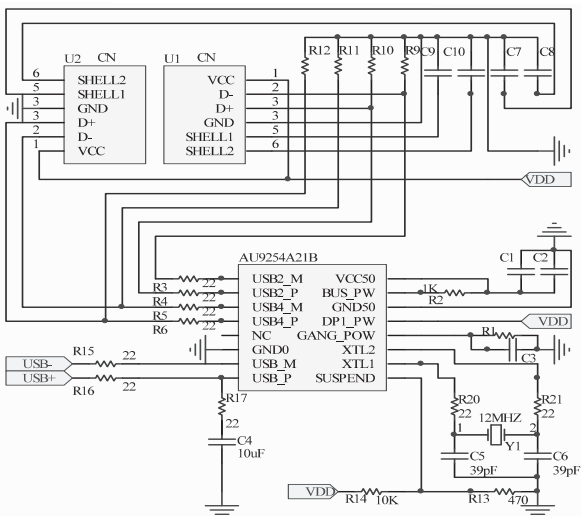 U2 CN
U1 CN
R12 R11 R10 R9 C9 C10 C7 C8
6 SHELL2
5 SHELL1
3 GND
3 D+
2 D-
1 VCC
VCC 1
D- 2
D+ 3
GND 3
SHELL1 5
SHELL2 6
VDD
AU9254A21B
C1 C2
R3 22 USB2_M VCC50
R4 22 USB2_P BUS_PW 1K R2
R5 22 USB4_M GND50
R6 22 USB4_P DP1_PW VDD
NC GANG_POW R1
GND0 XTL2 C3
USB- R15 22 USB_M XTL1
USB+ R16 22 USB_P SUSPEND
R17
22
R20
22
R21
22
12MHZ
1 2
Y1
C4
10uF
C5
39pF
C6
39pF
VDD R14 10K R13 470